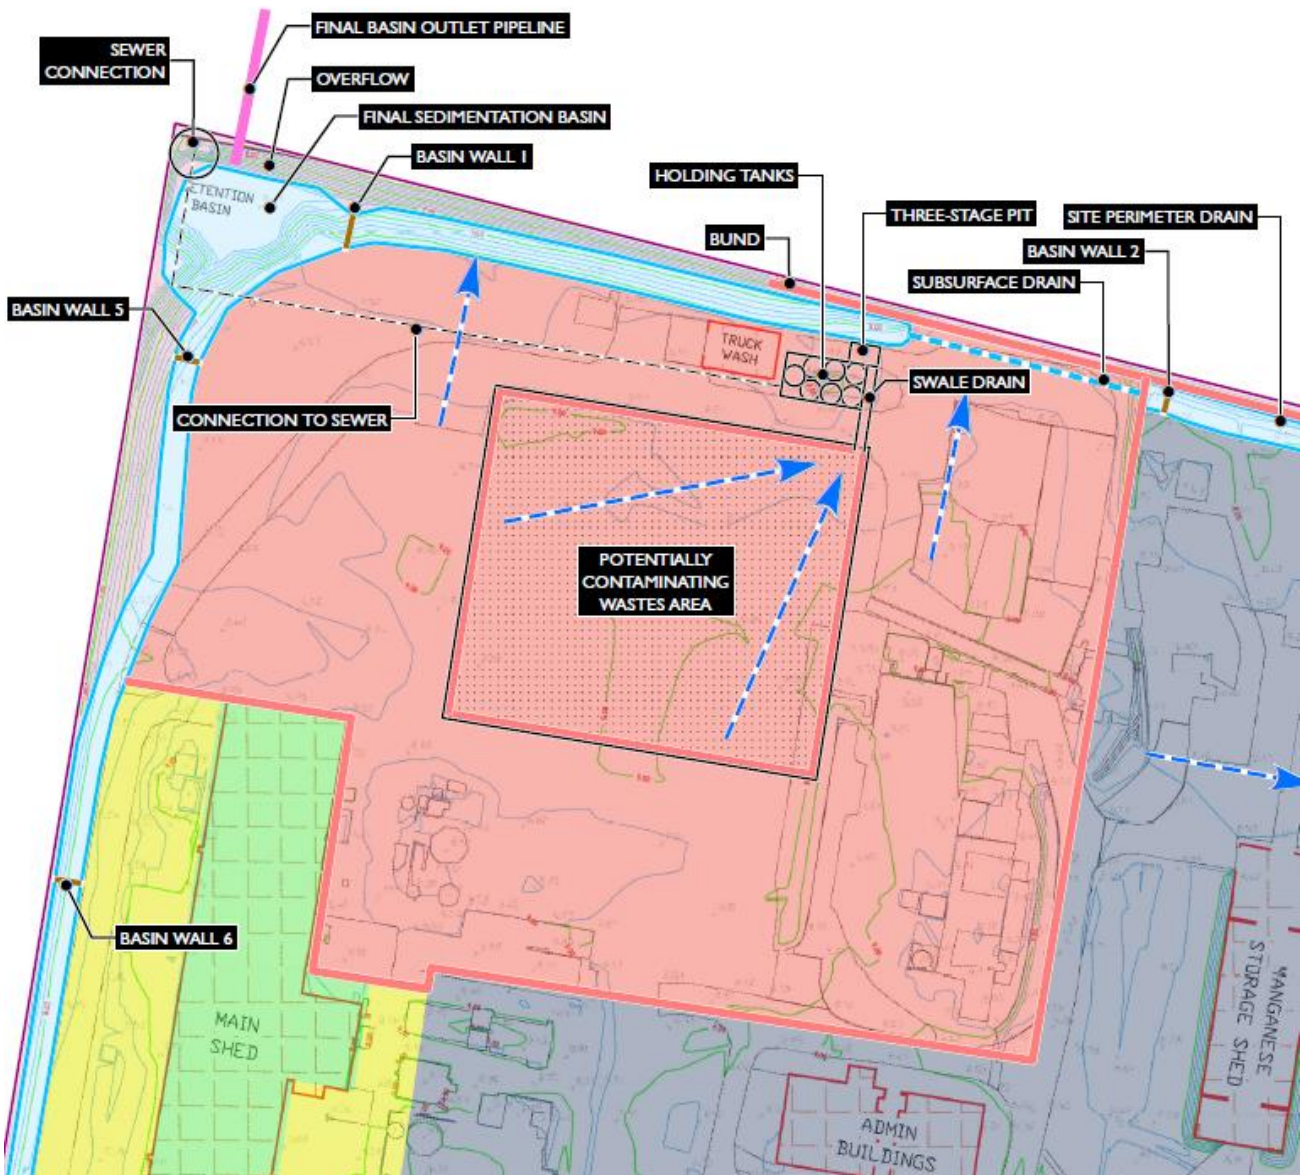 FINAL BASIN OUTLET PIPELINE
SEWER
CONNECTION
OVERFLOW
FINAL SEDIMENTATION BASIN
BASIN WALL 1
HOLDING TANKS
THREE-STAGE PIT
SITE PERIMETER DRAIN
BUND
BASIN WALL 2
SUBSURFACE DRAIN
ETENTION
BASIN
BASIN WALL 5
TRUCK
WASH
SWALE DRAIN
CONNECTION TO SEWER
POTENTIALLY
CONTAMINATING
WASTES AREA
BASIN WALL 6
MAIN
SHED
MANGANESE
STORAGE SHED
ADMIN
BUILDINGS